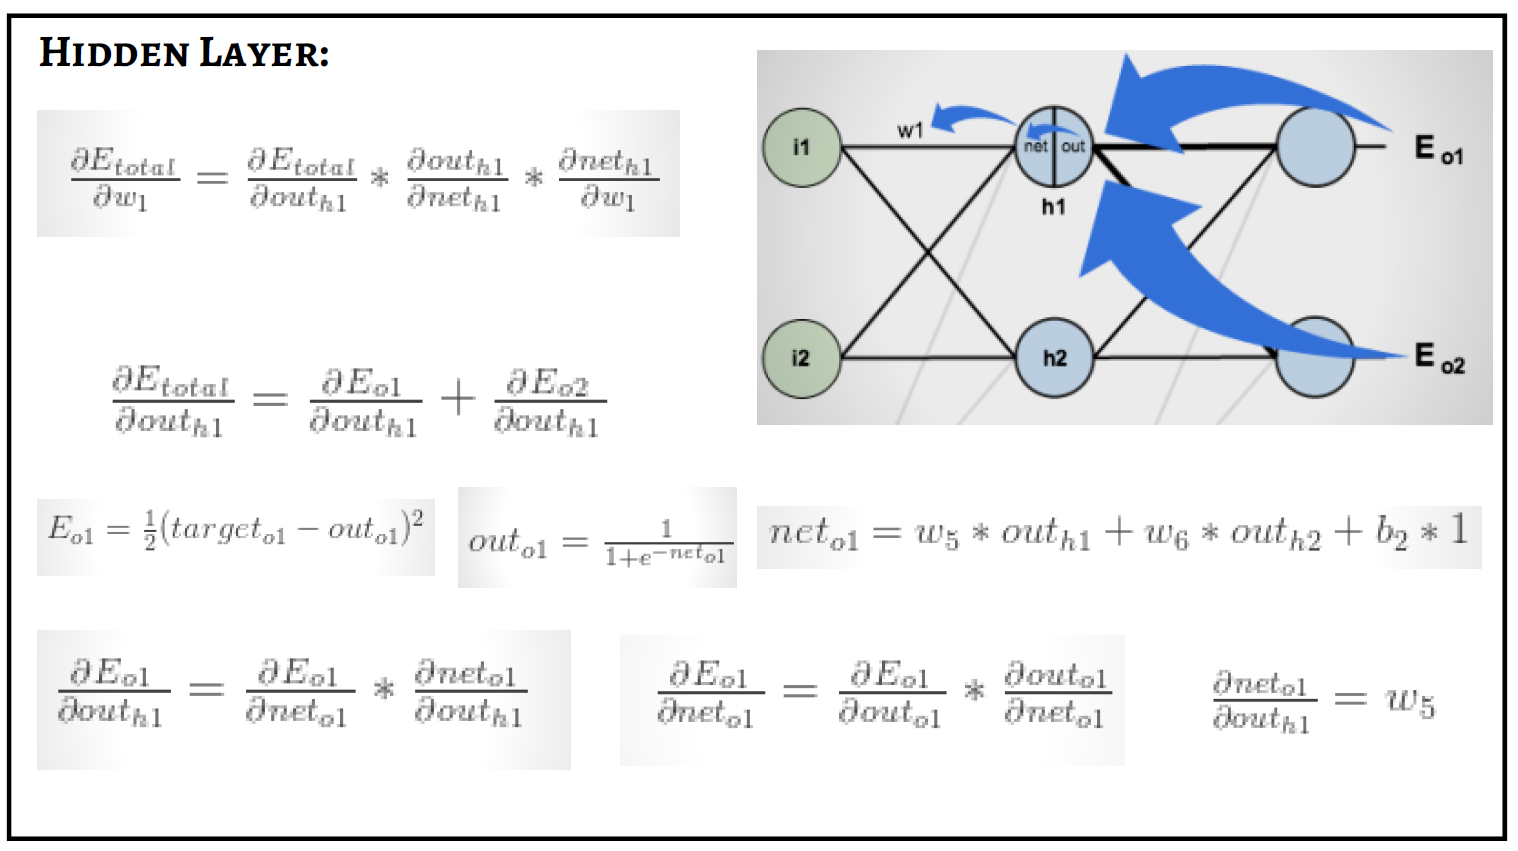 HIDDEN LAYER:
∂E_total/∂w_1 = ∂E_total/∂out_h1 * ∂out_h1/∂net_h1 * ∂net_h1/∂w_1
i1
w1
net out
h1
E o1
i2
h2
E o2
∂E_total/∂out_h1 = ∂E_o1/∂out_h1 + ∂E_o2/∂out_h1
E_o1 = 1/2(target_o1 − out_o1)^2
out_o1 = 1/(1+e^(−net_o1))
net_o1 = w_5 * out_h1 + w_6 * out_h2 + b_2 * 1
∂E_o1/∂out_h1 = ∂E_o1/∂net_o1 * ∂net_o1/∂out_h1
∂E_o1/∂net_o1 = ∂E_o1/∂out_o1 * ∂out_o1/∂net_o1
∂net_o1/∂out_h1 = w_5